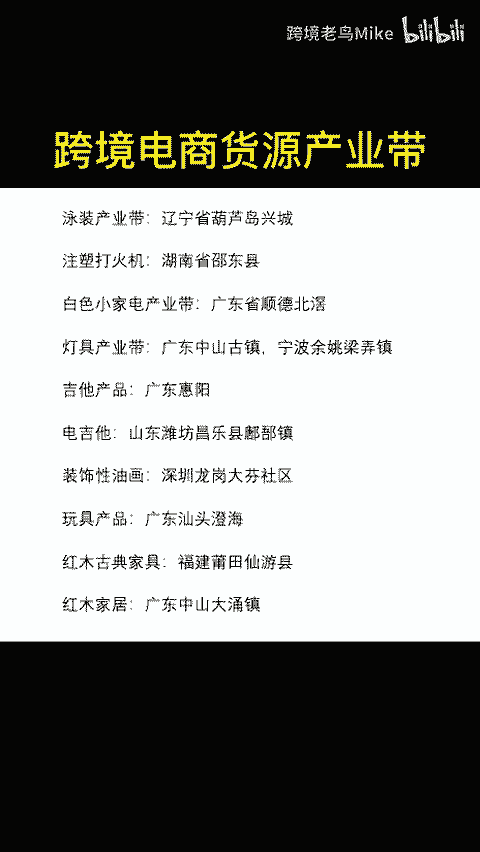 跨境老鸟Mike bilibili
跨境电商货源产业带
泳装产业带：辽宁省葫芦岛兴城
注塑打火机：湖南省邵东县
白色小家电产业带：广东省顺德北滘
灯具产业带：广东中山古镇，宁波余姚梁弄镇
吉他产品：广东惠阳
电吉他：山东潍坊昌乐县鄌郚镇
装饰性油画：深圳龙岗大芬社区
玩具产品：广东汕头澄海
红木古典家具：福建莆田仙游县
红木家居：广东中山大涌镇